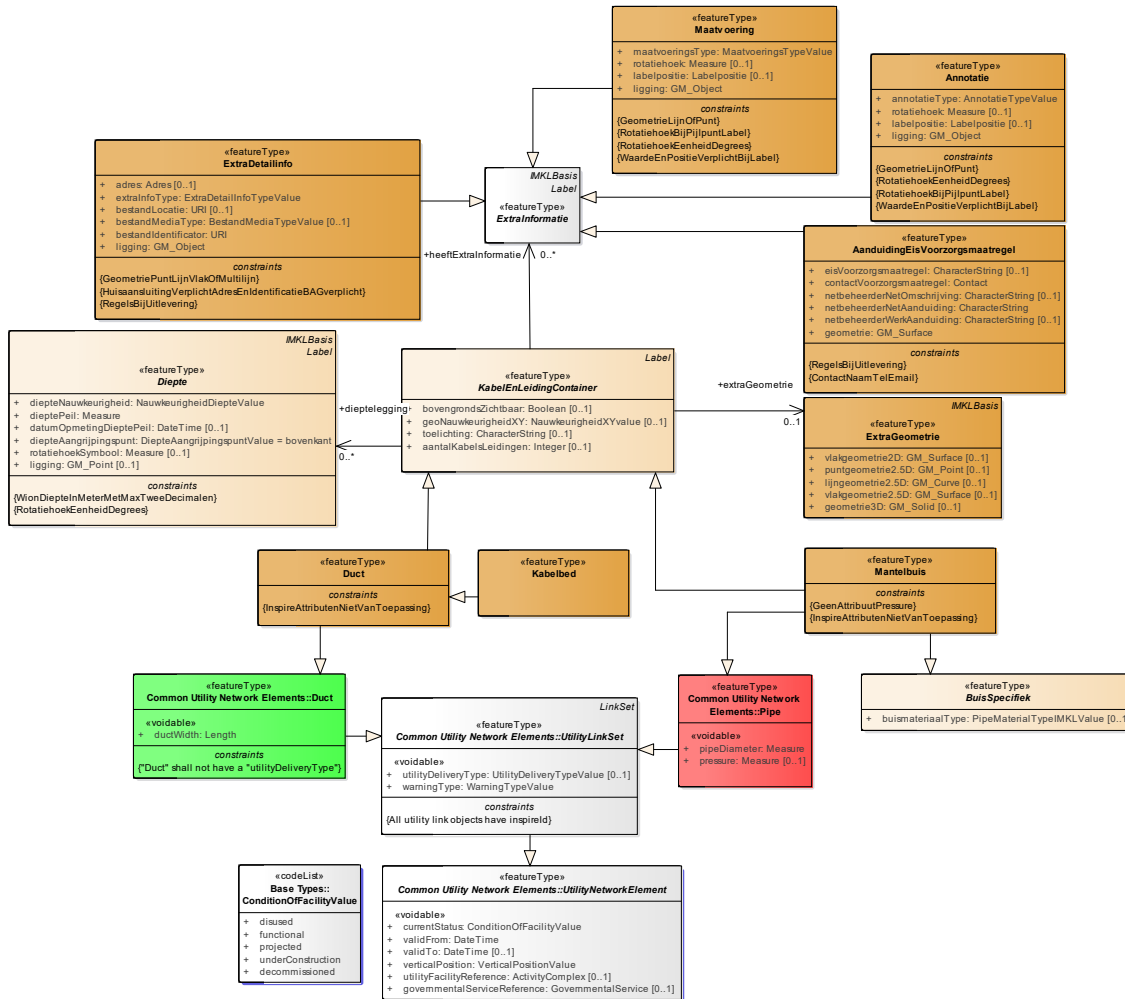 «featureType»
Maatvoering
+ maatvoeringsType: MaatvoeringsTypeValue
+ rotatiehoek: Measure [0..1]
+ labelpositie: Labelpositie [0..1]
+ ligging: GM_Object
constraints
{GeometrieLijnOfPunt}
{RotatiehoekBijPijlpuntLabel}
{RotatiehoekEenheidDegrees}
{WaardeEnPositieVerplichtBijLabel}
«featureType»
Annotatie
+ annotatieType: AnnotatieTypeValue
+ rotatiehoek: Measure [0..1]
+ labelpositie: Labelpositie [0..1]
+ ligging: GM_Object
constraints
{GeometrieLijnOfPunt}
{RotatiehoekEenheidDegrees}
{RotatiehoekBijPijlpuntLabel}
{WaardeEnPositieVerplichtBijLabel}
«featureType»
ExtraDetailinfo
+ adres: Adres [0..1]
+ extraInfoType: ExtraDetailInfoTypeValue
+ bestandLocatie: URI [0..1]
+ bestandMediaType: BestandMediaTypeValue [0..1]
+ bestandIdentificator: URI
+ ligging: GM_Object
constraints
{GeometriePuntLijnVlakOfMultilijn}
{HuisaansluitingVerplichtAdresEnIdentificatieBAGverplicht}
{RegelsBijUitlevering}
IMKLBasis
Label
«featureType»
ExtraInformatie
+heeftExtraInformatie
0..*
«featureType»
AanduidingEisVoorzorgsmaatregel
+ eisVoorzorgsmaatregel: CharacterString [0..1]
+ contactVoorzorgsmaatregel: Contact
+ netbeheerderNetOmschrijving: CharacterString [0..1]
+ netbeheerderNetAanduiding: CharacterString
+ netbeheerderWerkAanduiding: CharacterString [0..1]
+ geometrie: GM_Surface
constraints
{RegelsBijUitlevering}
{ContactNaamTelEmail}
IMKLBasis
Label
«featureType»
Diepte
+ diepteNauwkeurigheid: NauwkeurigheidDiepteValue
+ dieptePeil: Measure
+ datumOpmetingDieptePeil: DateTime [0..1]
+ diepteAangrijpingspunt: DiepteAangrijpingspuntValue = bovenkant
+ rotatiehoekSymbool: Measure [0..1]
+ ligging: GM_Point [0..1]
constraints
{WionDiepteInMeterMetMaxTweeDecimalen}
{RotatiehoekEenheidDegrees}
+dieptelegging
0..*
Label
«featureType»
KabelEnLeidingContainer
+ bovengrondsZichtbaar: Boolean [0..1]
+ geoNauwkeurigheidXY: NauwkeurigheidXYvalue [0..1]
+ toelichting: CharacterString [0..1]
+ aantalKabelsLeidingen: Integer [0..1]
+extraGeometrie
0..1
IMKLBasis
«featureType»
ExtraGeometrie
+ vlakgeometrie2D: GM_Surface [0..1]
+ puntgeometrie2.5D: GM_Point [0..1]
+ lijngeometrie2.5D: GM_Curve [0..1]
+ vlakgeometrie2.5D: GM_Surface [0..1]
+ geometrie3D: GM_Solid [0..1]
«featureType»
Duct
constraints
{InspireAttributenNietVanToepassing}
«featureType»
Kabelbed
«featureType»
Mantelbuis
constraints
{GeenAttribuutPressure}
{InspireAttributenNietVanToepassing}
«featureType»
Common Utility Network Elements::Duct
«voidable»
+ ductWidth: Length
constraints
{"Duct" shall not have a "utilityDeliveryType"}
LinkSet
«featureType»
Common Utility Network Elements::UtilityLinkSet
«voidable»
+ utilityDeliveryType: UtilityDeliveryTypeValue [0..1]
+ warningType: WarningTypeValue
constraints
{All utility link objects have inspireId}
«featureType»
Common Utility Network
Elements::Pipe
«voidable»
+ pipeDiameter: Measure
+ pressure: Measure [0..1]
«featureType»
BuisSpecifiek
+ buismateriaalType: PipeMaterialTypeIMKLValue [0..1]
«codeList»
Base Types::
ConditionOfFacilityValue
+ disused
+ functional
+ projected
+ underConstruction
+ decommissioned
«featureType»
Common Utility Network Elements::UtilityNetworkElement
«voidable»
+ currentStatus: ConditionOfFacilityValue
+ validFrom: DateTime
+ validTo: DateTime [0..1]
+ verticalPosition: VerticalPositionValue
+ utilityFacilityReference: ActivityComplex [0..1]
+ governmentalServiceReference: GovernmentalService [0..1]